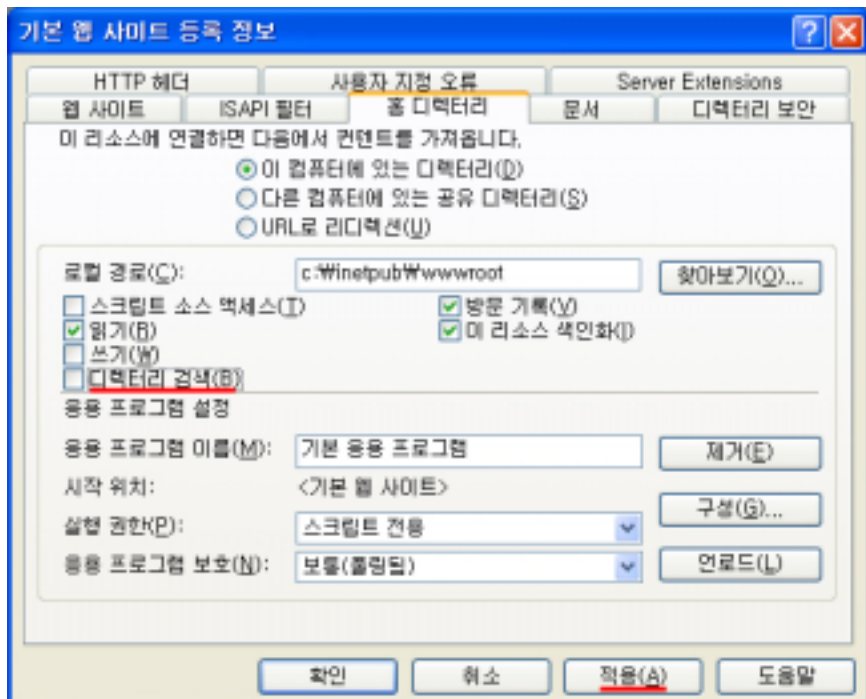 기본 웹 사이트 등록 정보
HTTP 헤더 사용자 지정 오류 Server Extensions
웹 사이트 ISAPI 필터 홈 디렉터리 문서 디렉터리 보안
이 리소스에 연결하면 다음에서 컨텐트를 가져옵니다.
이 컴퓨터에 있는 디렉터리(D)
다른 컴퓨터에 있는 공유 디렉터리(S)
URL로 리디렉션(U)
로컬 경로(C): c:₩inetpub₩wwwroot 찾아보기(O)...
스크립트 소스 액세스(T) 방문 기록(V)
읽기(R) 이 리소스 색인화(I)
쓰기(W)
디렉터리 검색(B)
응용 프로그램 설정
응용 프로그램 이름(M): 기본 응용 프로그램 제거(E)
시작 위치: <기본 웹 사이트>
구성(G)...
실행 권한(P): 스크립트 전용
응용 프로그램 보호(N): 보통(풀링됨) 언로드(L)
확인 취소 적용(A) 도움말